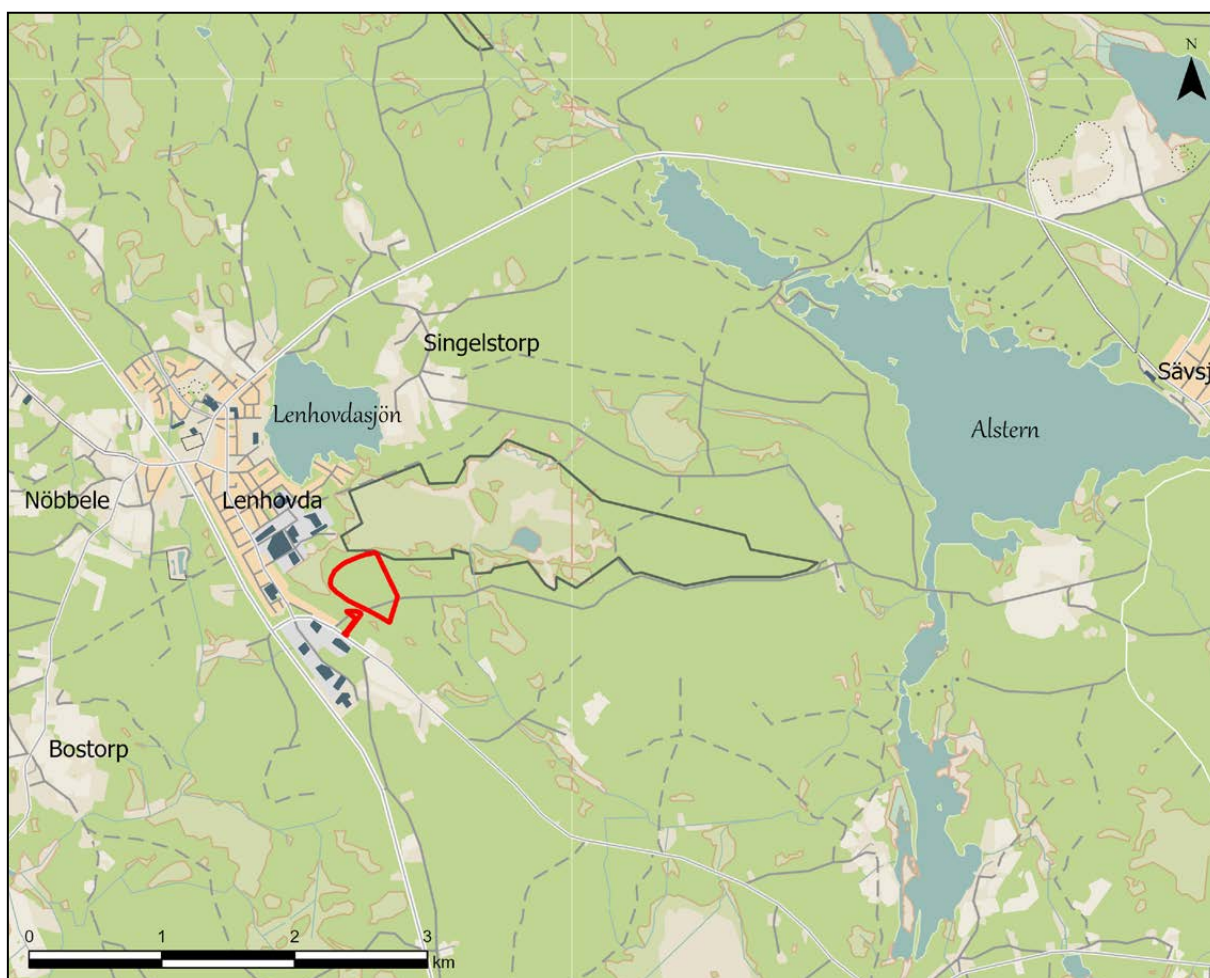 N
Singelstorp
Sävsj
Lenhovdasjön
Alstern
Nöbbele
Lenhovda
Bostorp
0 1 2 3
km